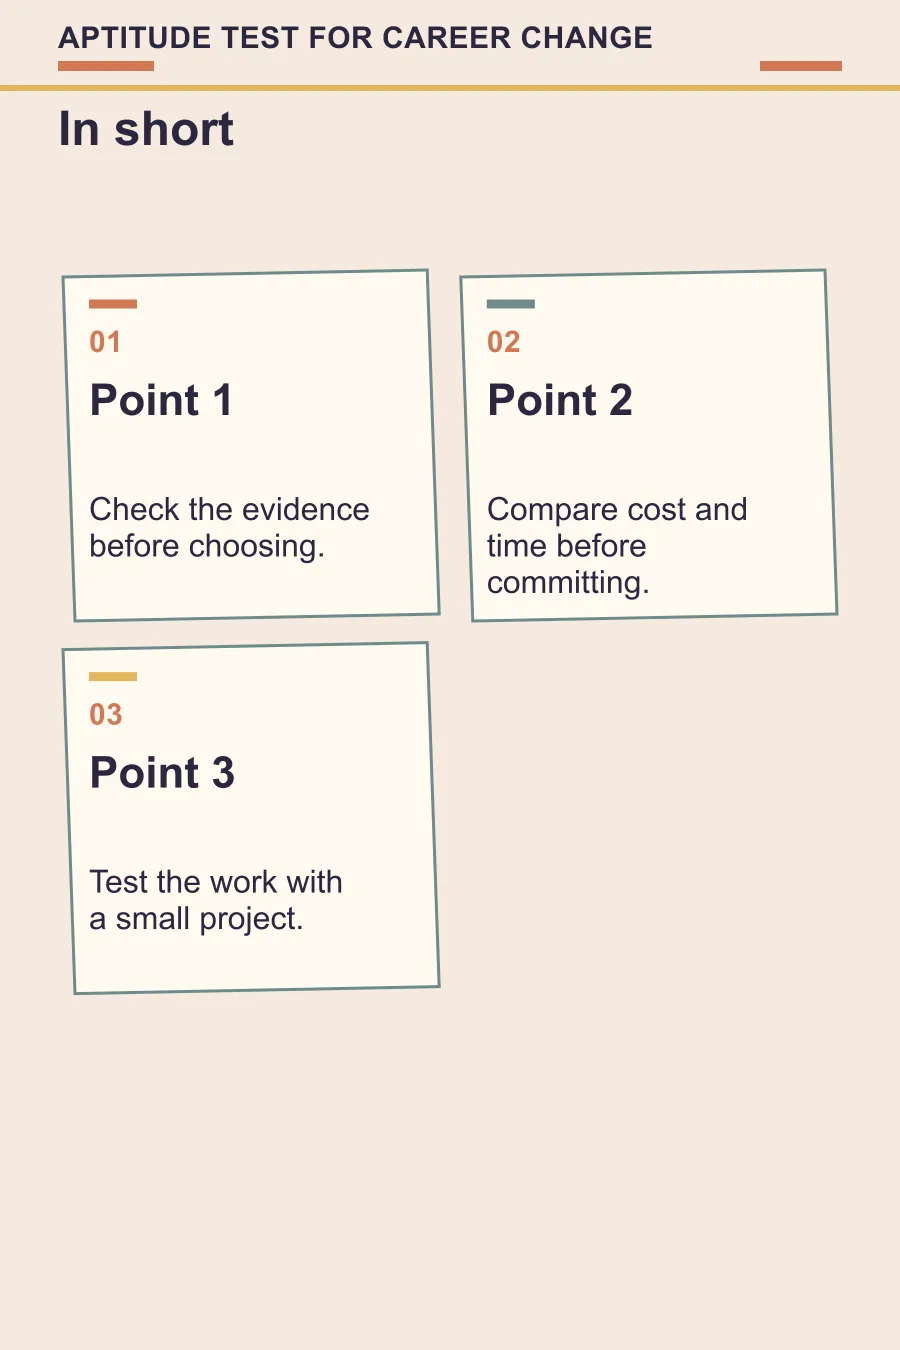 APTITUDE TEST FOR CAREER CHANGE
In short
01
Point 1
Check the evidence
before choosing.
02
Point 2
Compare cost and
time before
committing.
03
Point 3
Test the work with
a small project.